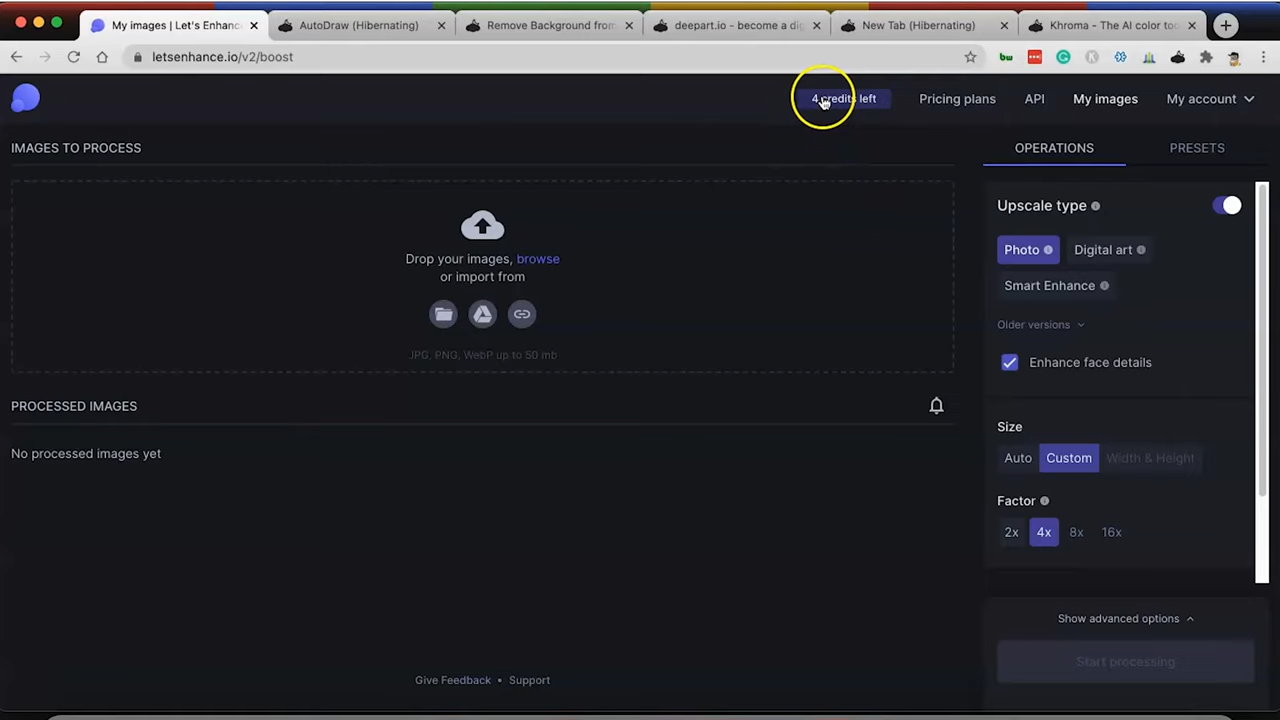 My images | Let's Enhanc
AutoDraw (Hibernating)
Remove Background from
deepart.io - become a dig
New Tab (Hibernating)
Khroma - The AI color too
letsenhance.io/v2/boost
4 credits left
Pricing plans
API
My images
My account
IMAGES TO PROCESS
OPERATIONS
PRESETS
Drop your images, browse
or import from
JPG, PNG, WebP up to 50 mb
Upscale type
Photo
Digital art
Smart Enhance
Older versions
Enhance face details
PROCESSED IMAGES
No processed images yet
Size
Auto
Custom
Width & Height
Factor
2x
4x
8x
16x
Show advanced options
Start processing
Give Feedback • Support